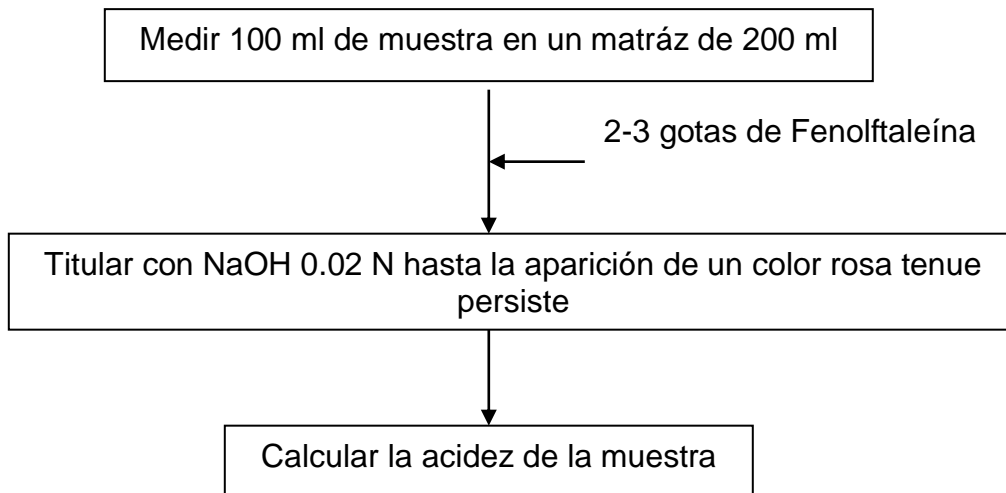 Medir 100 ml de muestra en un matráz de 200 ml
2-3 gotas de Fenolftaleína
Titular con NaOH 0.02 N hasta la aparición de un color rosa tenue
persiste
Calcular la acidez de la muestra